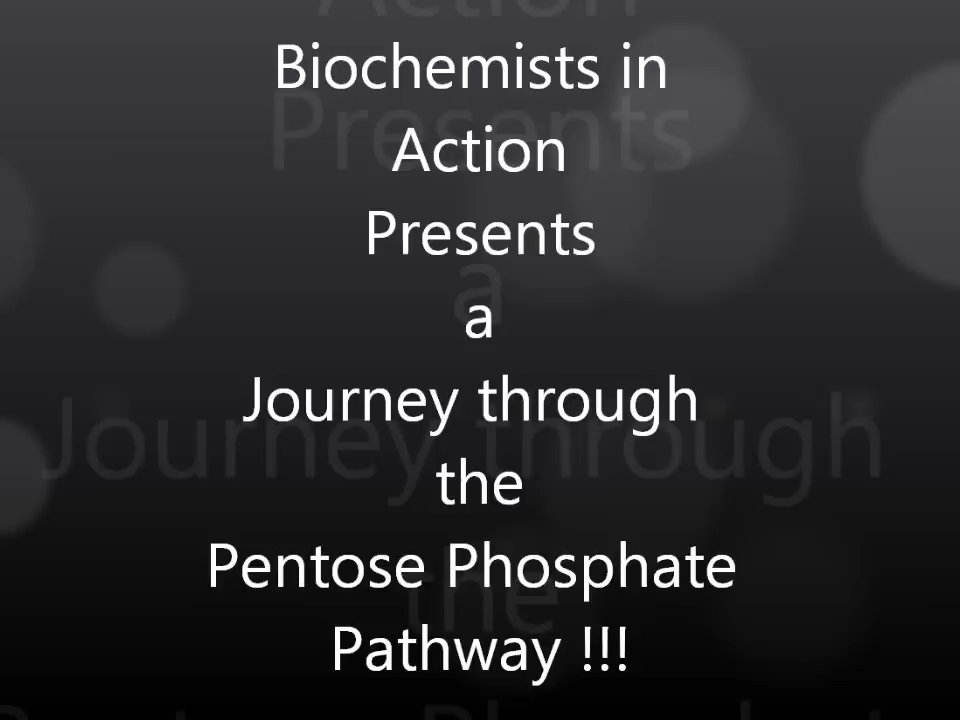 Biochemists in
Action
Presents
a
Journey through
the
Pentose Phosphate
Pathway !!!